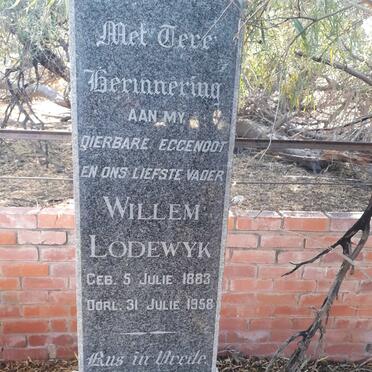 Met Tere
Herinnering
AAN MY
DIERBARE EGGENOOT
EN ONS LIEFSTE VADER
WILLEM
LODEWYK
GEB. 5 JULIE 1883
OORL. 31 JULIE 1958
Rus in Vrede.